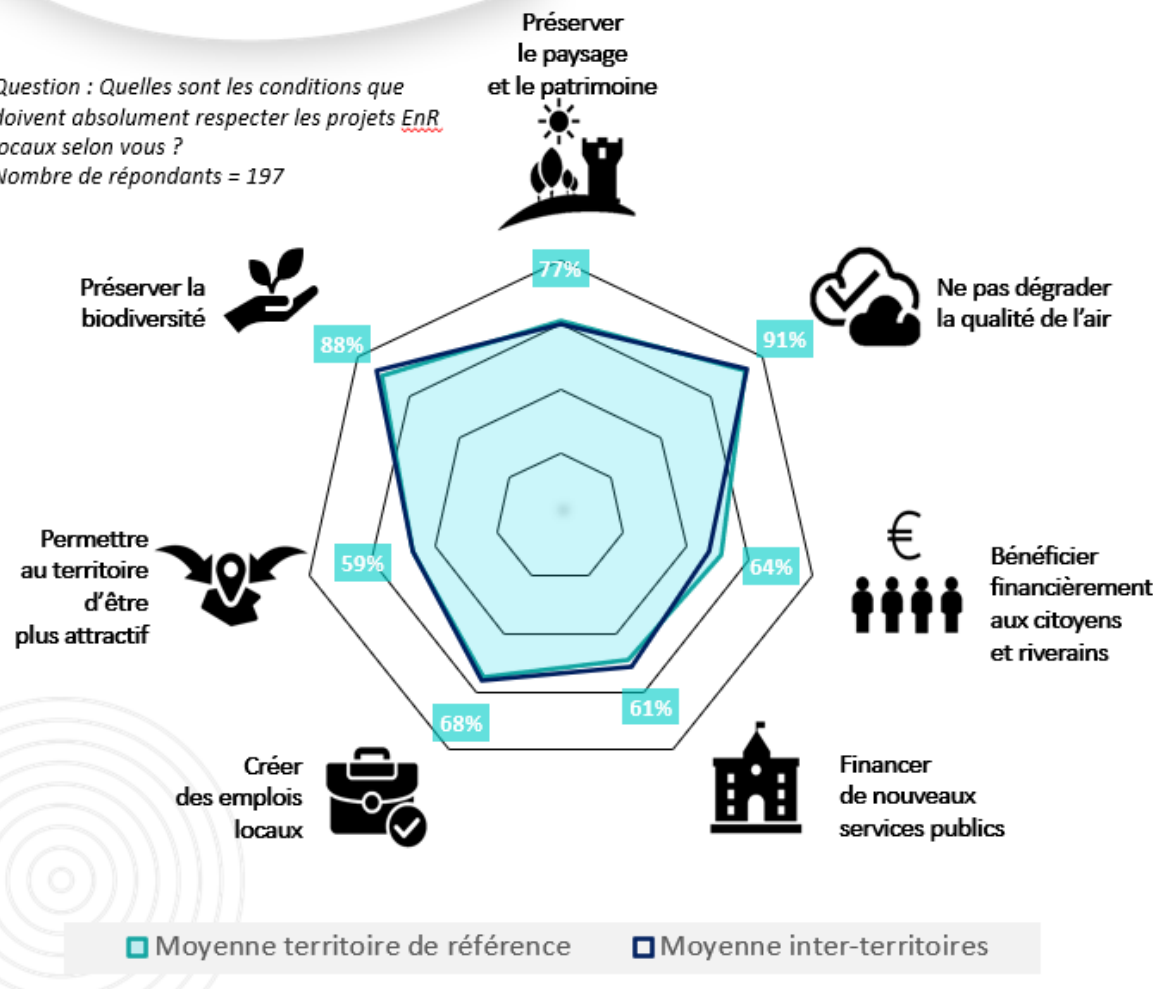 Préserver
le paysage
et le patrimoine
Question : Quelles sont les conditions que
doivent absolument respecter les projets EnR
locaux selon vous ?
Nombre de répondants = 197
77%
Préserver la
biodiversité
88%
Ne pas dégrader
la qualité de l'air
91%
Permettre
au territoire
d'être
plus attractif
59%
€
Bénéficier
financièrement
aux citoyens
et riverains
64%
Créer
des emplois
locaux
68%
61%
Financer
de nouveaux
services publics
Moyenne territoire de référence
Moyenne inter-territoires